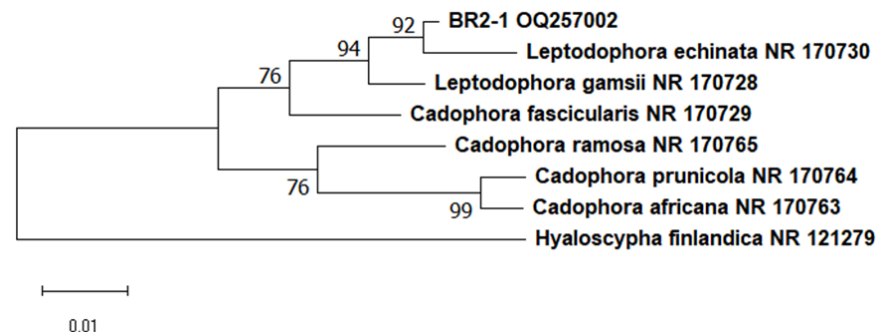 92 BR2-1 OQ257002
Leptodophora echinata NR 170730
94
Leptodophora gamsii NR 170728
76
Cadophora fascicularis NR 170729
Cadophora ramosa NR 170765
76
Cadophora prunicola NR 170764
99
Cadophora africana NR 170763
Hyaloscypha finlandica NR 121279
0.01